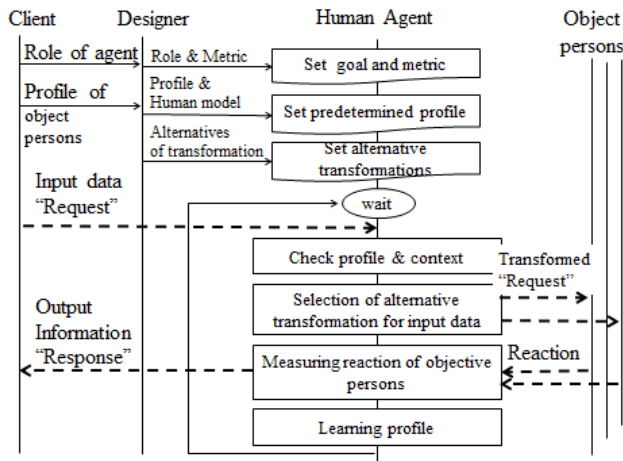 Client
Designer
Human Agent
Object
persons
Role of agent
Role & Metric
Set goal and metric
Profile of
object
persons
Profile &
Human model
Set predetermined profile
Alternatives
of transformation
Set alternative
transformations
Input data
“Request”
wait
Check profile & context
Transformed
“Request”
Selection of alternative
transformation for input data
Output
Information
“Response”
Measuring reaction of objective
persons
Reaction
Learning profile